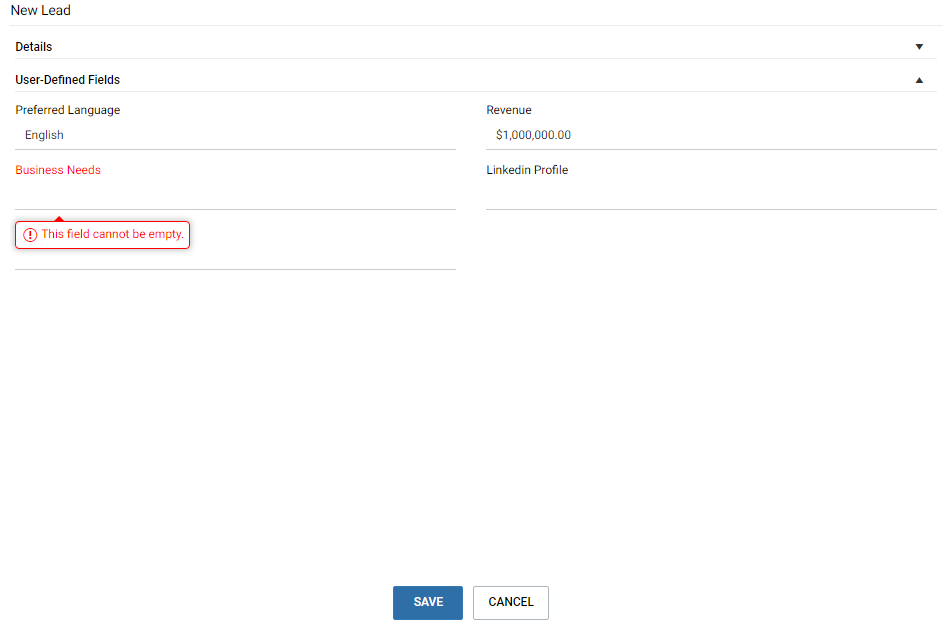 New Lead
Details
User-Defined Fields
Preferred Language
Revenue
English
$1,000,000.00
Business Needs
Linkedin Profile
This field cannot be empty.
SAVE
CANCEL